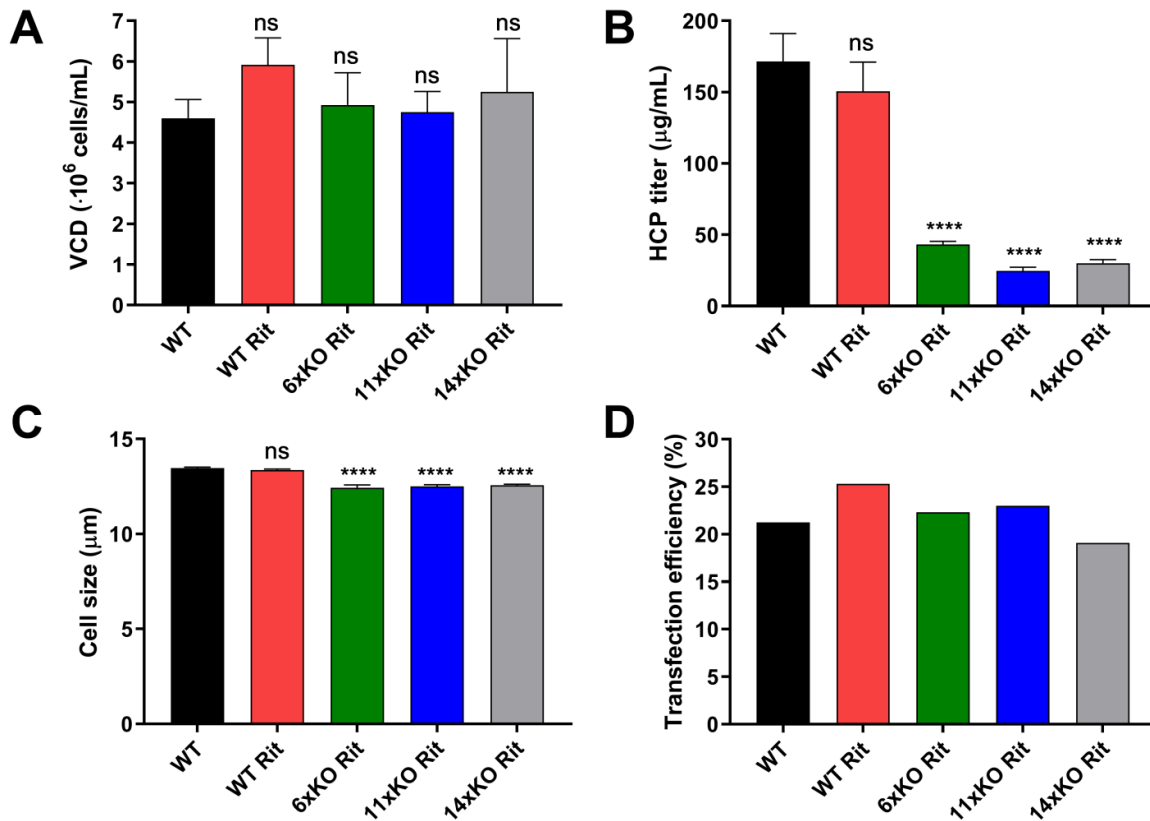 A
VCD (·10⁶ cells/mL)
7
6
5
4
3
2
1
0
ns
ns
ns
ns
WT
WT Rit
6xKO Rit
11xKO Rit
14xKO Rit
B
HCP titer (μg/mL)
200
150
100
50
0
ns
****
****
****
WT
WT Rit
6xKO Rit
11xKO Rit
14xKO Rit
C
Cell size (μm)
15
10
5
0
ns
****
****
****
WT
WT Rit
6xKO Rit
11xKO Rit
14xKO Rit
D
Transfection efficiency (%)
30
25
20
15
10
5
0
WT
WT Rit
6xKO Rit
11xKO Rit
14xKO Rit